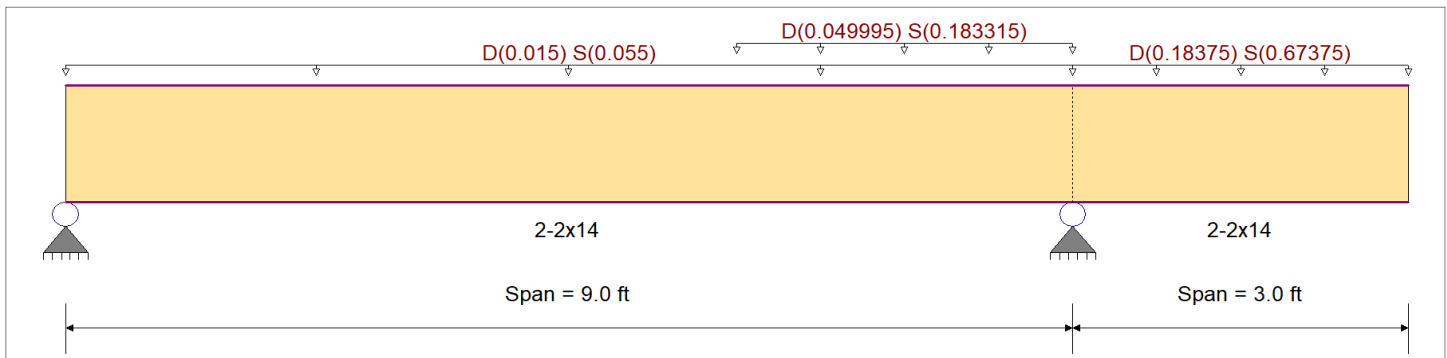 D(0.049995) S(0.183315)
D(0.015) S(0.055)
D(0.18375) S(0.67375)
2-2x14
2-2x14
Span = 9.0 ft
Span = 3.0 ft